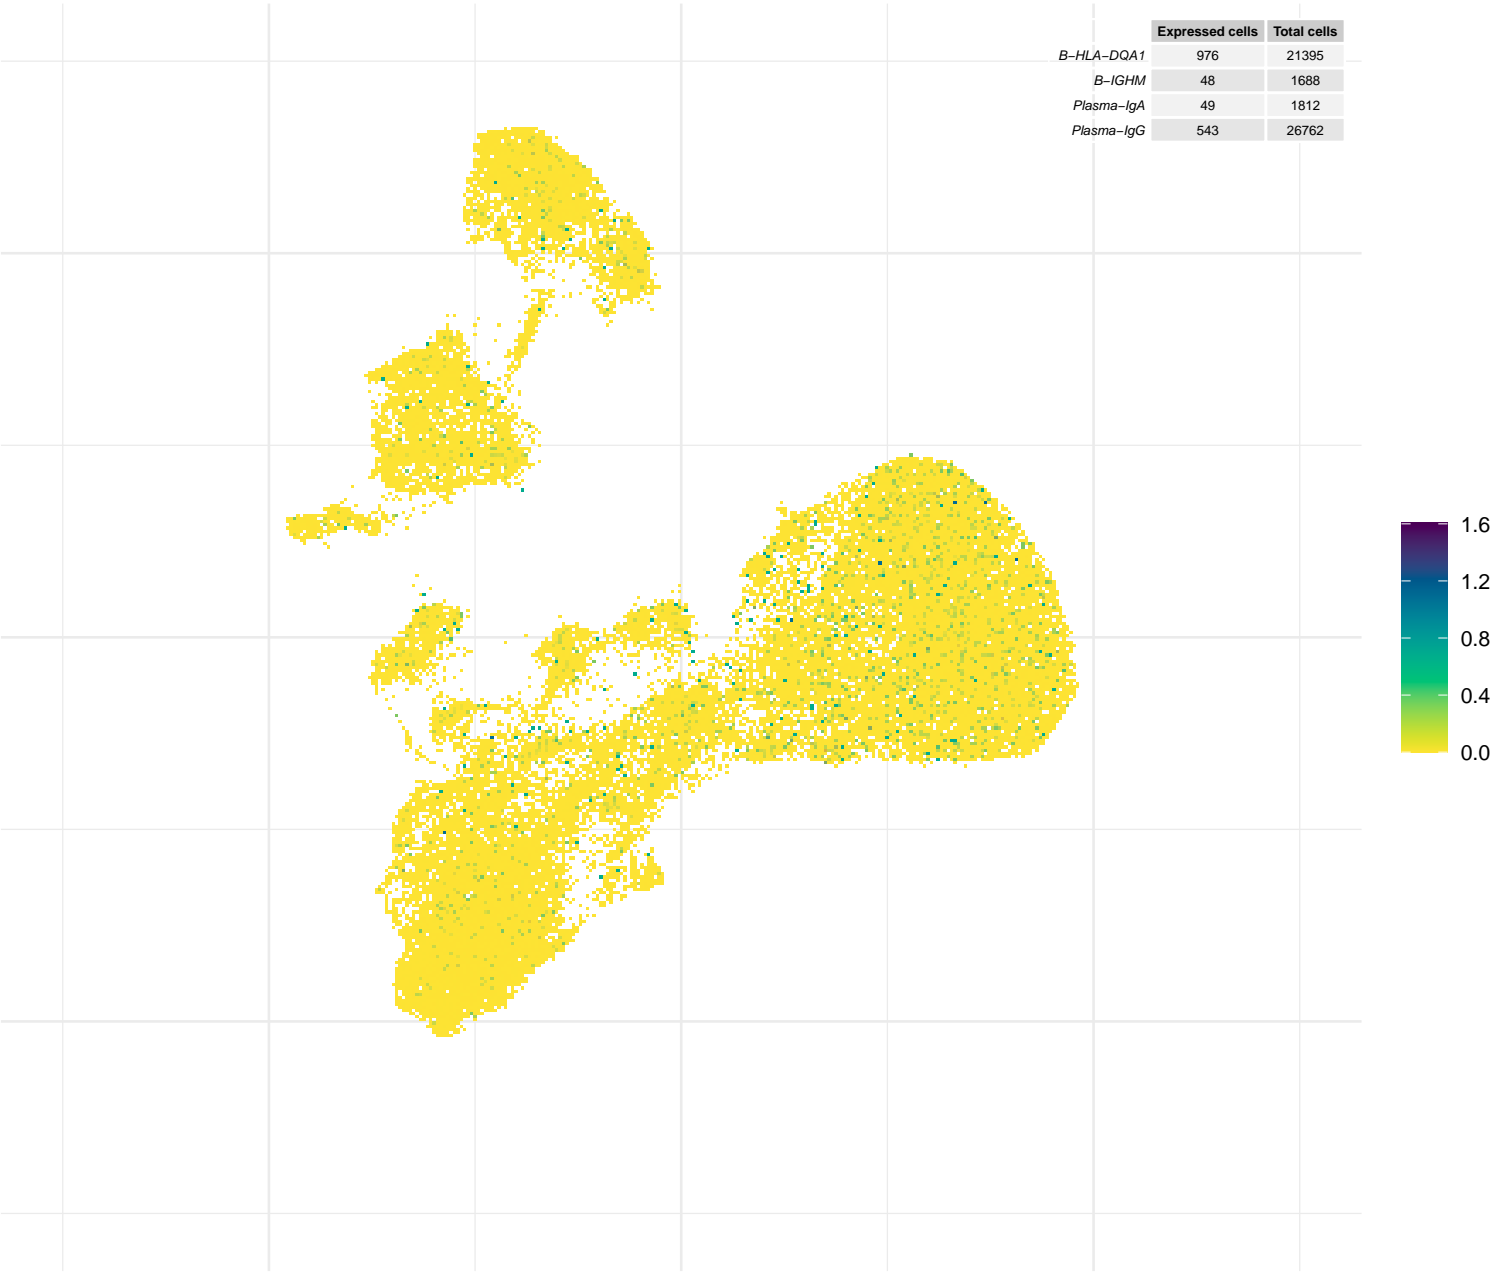 Expressed cells Total cells
B−HLA−DQA1 976 21395
B−IGHM 48 1688
Plasma−IgA 49 1812
Plasma−IgG 543 26762
1.6
1.2
0.8
0.4
0.0